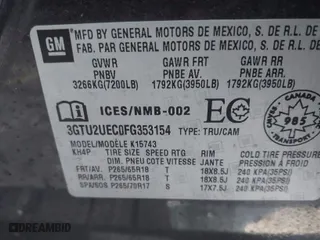 GM
MFD. BY GENERAL MOTORS DE MEXICO, S. DE R.L.
FAB. PAR GENERAL MOTORS DE MEXICO, S. DE R.L. DE
GVWR GAWR FRT GAWR RR
PNBV PNBE AV. PNBE ARR.
3266KG(7200LB) 1792KG(3950LB) 1792KG(3950LB)
ICES/NMB-002 EC
CANADA
985
3GTU2UEC0FG353154 TYPE: TRU/CAM
MODEL/MODÈLE K15743
KH4P TIRE SIZE SPEED RTG RIM COLD TIRE PRESSURE
DIM. PNEU COTE VITESSE JANTE PRESSION À FROID
FRT/AV. P265/65R18 T 18X8.5J 240 KPA(35PSI)
RR/ARR. P265/65R18 T 18X8.5J 240 KPA(35PSI)
SPA/SOS P265/70R17 S 17X7.5J 240 KPA(35PSI)